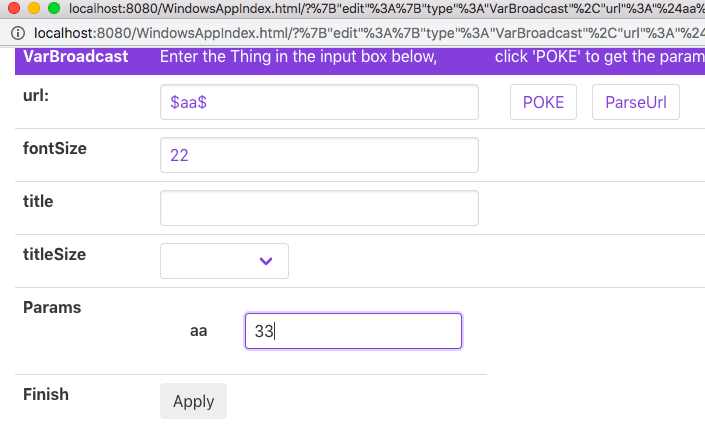 localhost:8080/WindowsAppIndex.html/?%7B"edit"%3A%7B"type"%3A"VarBroadcast"%2C"url"%3A"%24aa%
localhost:8080/WindowsAppIndex.html/?%7B"edit"%3A%7B"type"%3A"VarBroadcast"%2C"url"%3A"%24
VarBroadcast Enter the Thing in the input box below, click 'POKE' to get the param
url: $aa$ POKE ParseUrl
fontSize 22
title
titleSize
Params
aa 33
Finish Apply